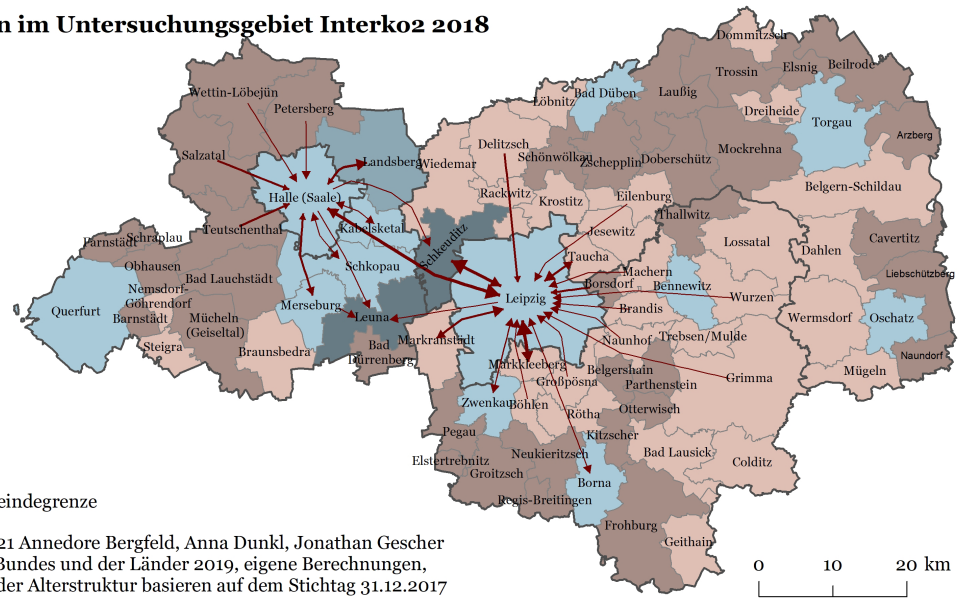 n im Untersuchungsgebiet Interko2 2018
Dommitzsch
Trossin
Elsnig
Beilrode
Wettin-Löbejün
Petersberg
Löbnitz
Bad Düben
Laußig
Dreiheide
Torgau
Arzberg
Salzatal
Landsberg
Wiedemar
Delitzsch
Schönwölkau
Zschepplin
Doberschütz
Mockrehna
Belgern-Schildau
Halle (Saale)
Rackwitz
Krostitz
Eilenburg
Thallwitz
Teutschenthal
Kabelsketal
Schkeuditz
Jesewitz
Lossatal
Dahlen
Cavertitz
Farnstädt
Schraplau
Obhausen
Bad Lauchstädt
Schkopau
Taucha
Machern
Borsdorf
Bennewitz
Wurzen
Liebschützberg
Querfurt
Nemsdorf-
Göhrendorf
Barnstädt
Mücheln
(Geiseltal)
Merseburg
Leuna
Leipzig
Brandis
Wermsdorf
Oschatz
Steigra
Braunsbedra
Bad
Dürrenberg
Markranstädt
Naunhof
Trebsen/Mulde
Naundorf
Markkleeberg
Großpösna
Belgershain
Parthenstein
Grimma
Mügeln
Zwenkau
Böhlen
Rötha
Otterwisch
Pegau
Kitzscher
Elstertrebnitz
Groitzsch
Neukieritzsch
Bad Lausick
Colditz
Borna
Regis-Breitingen
Frohburg
Geithain
eindegrenze
21 Annedore Bergfeld, Anna Dunkl, Jonathan Gescher
Bundes und der Länder 2019, eigene Berechnungen,
der Alterstruktur basieren auf dem Stichtag 31.12.2017
0 10 20 km